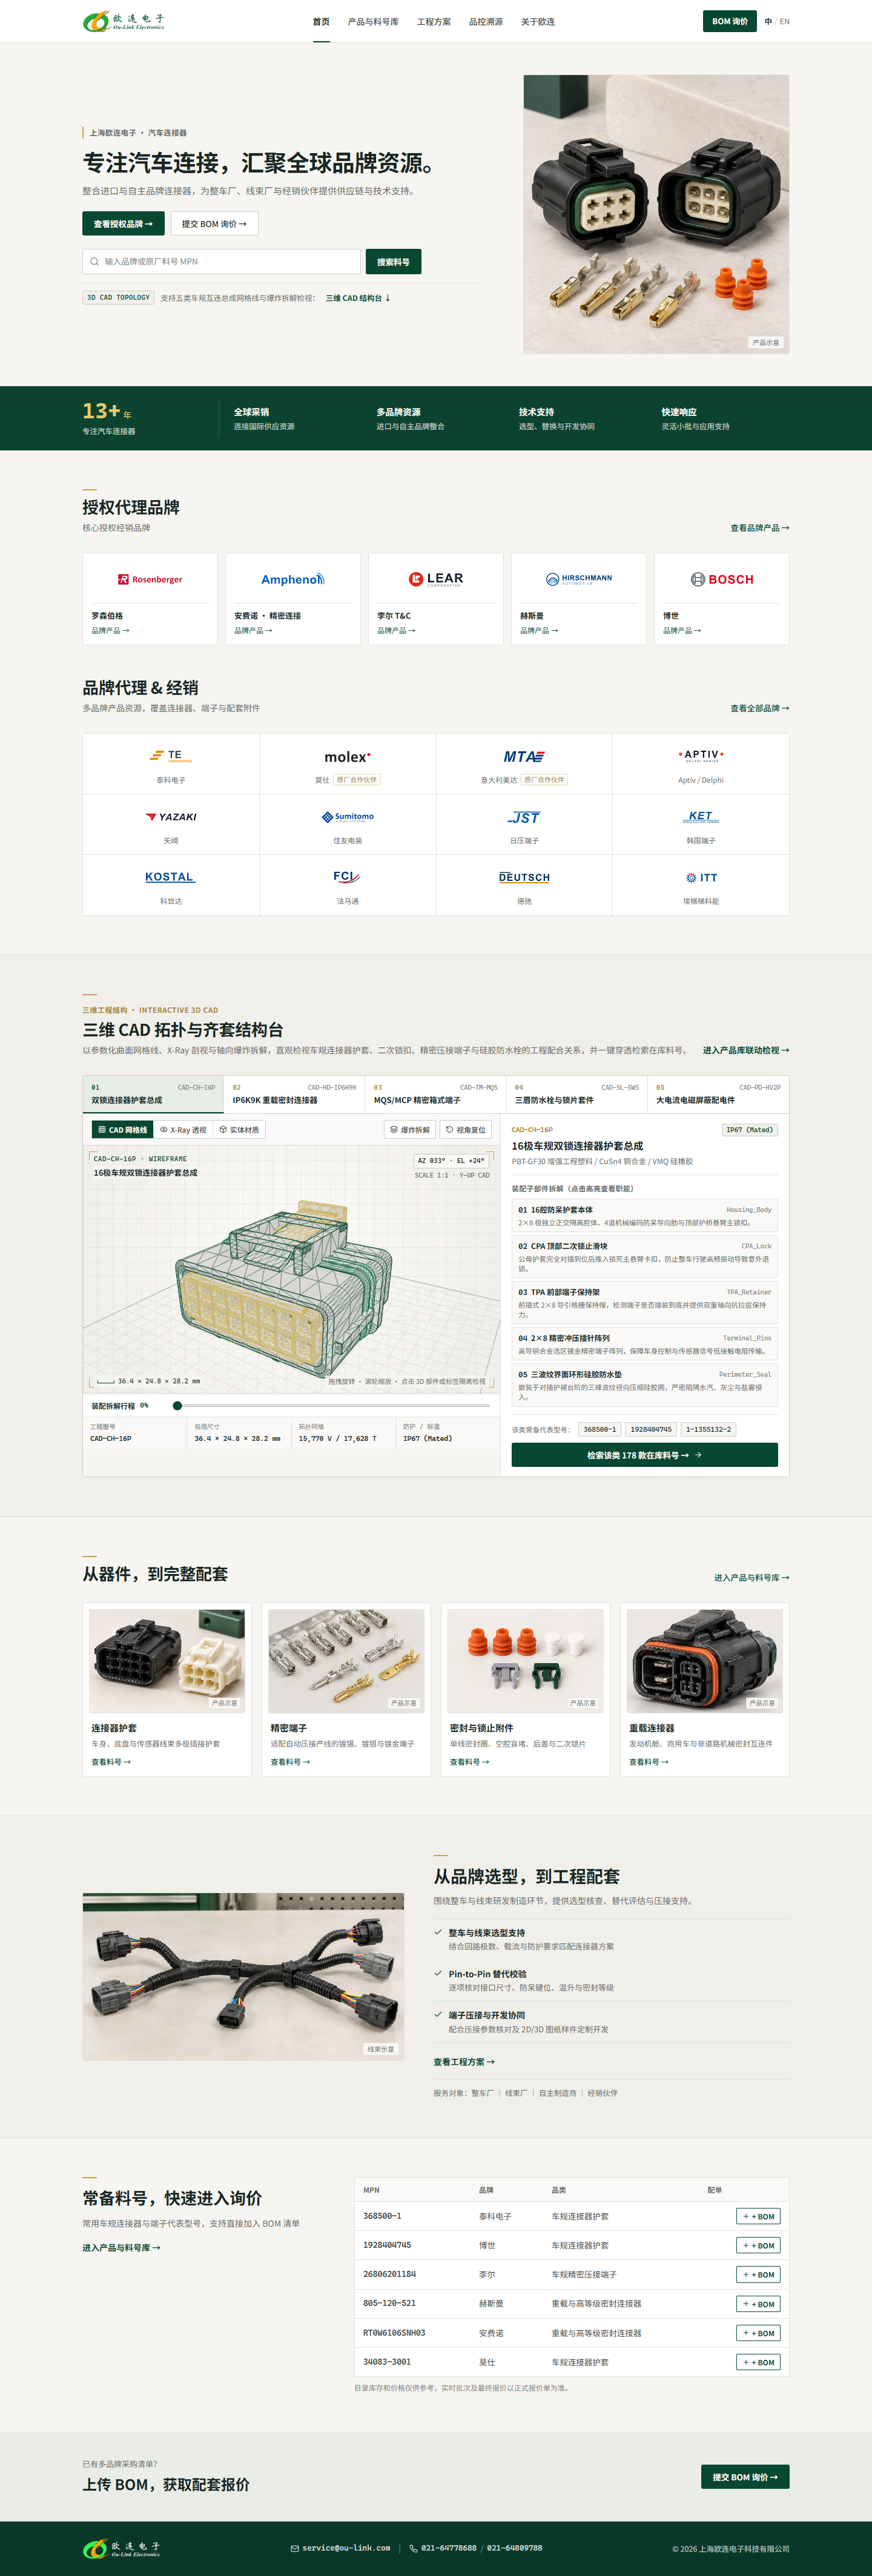 欧 连 电 子
Ou-Link Electronics
首页
产品与料号库
工程方案
品控溯源
关于欧连
BOM 询价
中 / EN
上海欧连电子 · 汽车连接器
专注汽车连接，汇聚全球品牌资源。
整合进口与自主品牌连接器，为整车厂、线束厂与经销伙伴提供供应链与技术支持。
查看授权品牌 →
提交 BOM 询价 →
输入品牌或原厂料号 MPN
搜索料号
3D CAD TOPOLOGY
支持五类车规互连总成网格线与爆炸拆解检视：
三维 CAD 结构台 ↓
产品示意
13+ 年
专注汽车连接器
全球采销
连接国际供应资源
多品牌资源
进口与自主品牌整合
技术支持
选型、替换与开发协同
快速响应
灵活小批与应用支持
授权代理品牌
核心授权经销品牌
查看品牌产品 →
Rosenberger
罗森伯格
品牌产品 →
Amphenol
安费诺 · 精密连接
品牌产品 →
LEAR
CORPORATION
李尔 T&C
品牌产品 →
HIRSCHMANN
AUTOMOTIVE
赫斯曼
品牌产品 →
BOSCH
博世
品牌产品 →
品牌代理 & 经销
多品牌产品资源，覆盖连接器、端子与配套附件
查看全部品牌 →
TE
connectivity
泰科电子
molex
莫仕 原厂合作伙伴
MTA
意大利美达 原厂合作伙伴
APTIV
DELPHI SERIES
Aptiv / Delphi
YAZAKI
矢崎
Sumitomo
WIRING SYSTEMS
住友电装
JST
日压端子
KET
韩国端子
KOSTAL
科世达
FCI
法马通
DEUTSCH
德驰
ITT
埃梯梯科能
三维工程结构 · INTERACTIVE 3D CAD
三维 CAD 拓扑与齐套结构台
以参数化曲面网格线、X-Ray 剖视与轴向爆炸拆解，直观检视车规连接器护套、二次锁扣、精密压接端子与硅胶防水栓的工程配合关系，并一键穿透检索在库料号。
进入产品库联动检视 →
01 CAD-CH-16P
双锁连接器护套总成
02 CAD-HD-IP6K9K
IP6K9K 重载密封连接器
03 CAD-TM-MQS
MQS/MCP 精密箱式端子
04 CAD-SL-SWS
三唇防水栓与锁片套件
05 CAD-PD-HV2P
大电流电磁屏蔽配电件
CAD 网格线
X-Ray 透视
实体材质
爆炸拆解
视角复位
CAD-CH-16P · WIREFRAME
16极车规双锁连接器护套总成
AZ 033° · EL +24°
SCALE 1:1 · Y-UP CAD
36.4 × 24.8 × 28.2 mm
拖拽旋转 · 滚轮缩放 · 点击 3D 部件或标签隔离检视
装配拆解行程 0%
工程图号
CAD-CH-16P
包络尺寸
36.4 × 24.8 × 28.2 mm
拓扑网格
15,770 V / 17,628 T
防护 / 标准
IP67 (Mated)
CAD-CH-16P
IP67 (Mated)
16极车规双锁连接器护套总成
PBT-GF30 增强工程塑料 / CuSn4 铜合金 / VMQ 硅橡胶
装配子部件拆解（点击高亮查看职能）
01 16腔防呆护套本体 Housing_Body
2×8 极独立正交隔离腔体、4道机械编码防呆导向肋与顶部护桥悬臂主锁扣。
02 CPA 顶部二次锁止滑块 CPA_Lock
公母护套完全对插到位后推入锁死主悬臂卡扣，防止整车行驶高频振动导致意外退
锁。
03 TPA 前部端子保持架 TPA_Retainer
前插式 2×8 导引格栅保持帽，检测端子是否插装到底并提供双重轴向抗拉拔保持
力。
04 2×8 精密冲压插针阵列 Terminal_Pins
高导铜合金选区镀金精密端子阵列，保障车身控制与传感器信号低接触电阻传输。
05 三波纹界面环形硅胶防水垫 Perimeter_Seal
嵌装于对插护裙台阶的三峰波纹径向压缩硅胶圈，严密阻隔水汽、灰尘与盐雾侵
入。
该类常备代表型号： 368500-1 1928404745 1-1355132-2
检索该类 178 款在库料号 → →
从器件，到完整配套
进入产品与料号库 →
产品示意
连接器护套
车身、底盘与传感器线束多极插接护套
查看料号 →
产品示意
精密端子
适配自动压接产线的镀锡、镀银与镀金端子
查看料号 →
产品示意
密封与锁止附件
单线密封圈、空腔盲堵、后盖与二次锁片
查看料号 →
产品示意
重载连接器
发动机舱、商用车与非道路机械密封互连件
查看料号 →
线束示意
从品牌选型，到工程配套
围绕整车与线束研发制造环节，提供选型核查、替代评估与压接支持。
整车与线束选型支持
结合回路极数、载流与防护要求匹配连接器方案
Pin-to-Pin 替代校验
逐项核对接口尺寸、防呆键位、温升与密封等级
端子压接与开发协同
配合压接参数核对及 2D/3D 图纸样件定制开发
查看工程方案 →
服务对象：整车厂 | 线束厂 | 自主制造商 | 经销伙伴
常备料号，快速进入询价
常用车规连接器与端子代表型号，支持直接加入 BOM 清单
进入产品与料号库 →
MPN 品牌 品类 配单
368500-1 泰科电子 车规连接器护套 + + BOM
1928404745 博世 车规连接器护套 + + BOM
26806201184 李尔 车规精密压接端子 + + BOM
805-120-521 赫斯曼 重载与高等级密封连接器 + + BOM
RT0W6106SNH03 安费诺 重载与高等级密封连接器 + + BOM
34083-3001 莫仕 车规连接器护套 + + BOM
目录库存和价格仅供参考，实时批次及最终报价以正式报价单为准。
已有多品牌采购清单？
上传 BOM，获取配套报价
提交 BOM 询价 →
欧 连 电 子
Ou-Link Electronics
service@ou-link.com | 021-64778688 / 021-64809788
© 2026 上海欧连电子科技有限公司